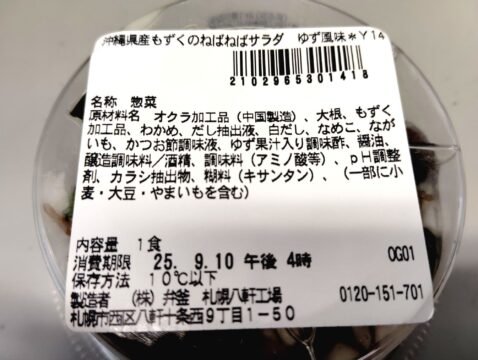 沖縄県産もずくのねばねばサラダ ゆず風味*Y14
2102965301418
名称 惣菜
原材料名 オクラ加工品(中国製造)、大根、もずく
加工品、わかめ、だし抽出液、白だし、なめこ、なが
いも、かつお節調味液、ゆず果汁入り調味酢、醤油、
醸造調味料/酒精、調味料(アミノ酸等)、pH調整
剤、カラシ抽出物、糊料(キサンタン)、(一部に小
麦・大豆・やまいもを含む)
内容量 1食
消費期限 25. 9.10 午後 4時 OG01
保存方法 10℃以下
製造者 (株)弁釜 札幌八軒工場 0120-151-701
札幌市西区八軒十条西9丁目1-50